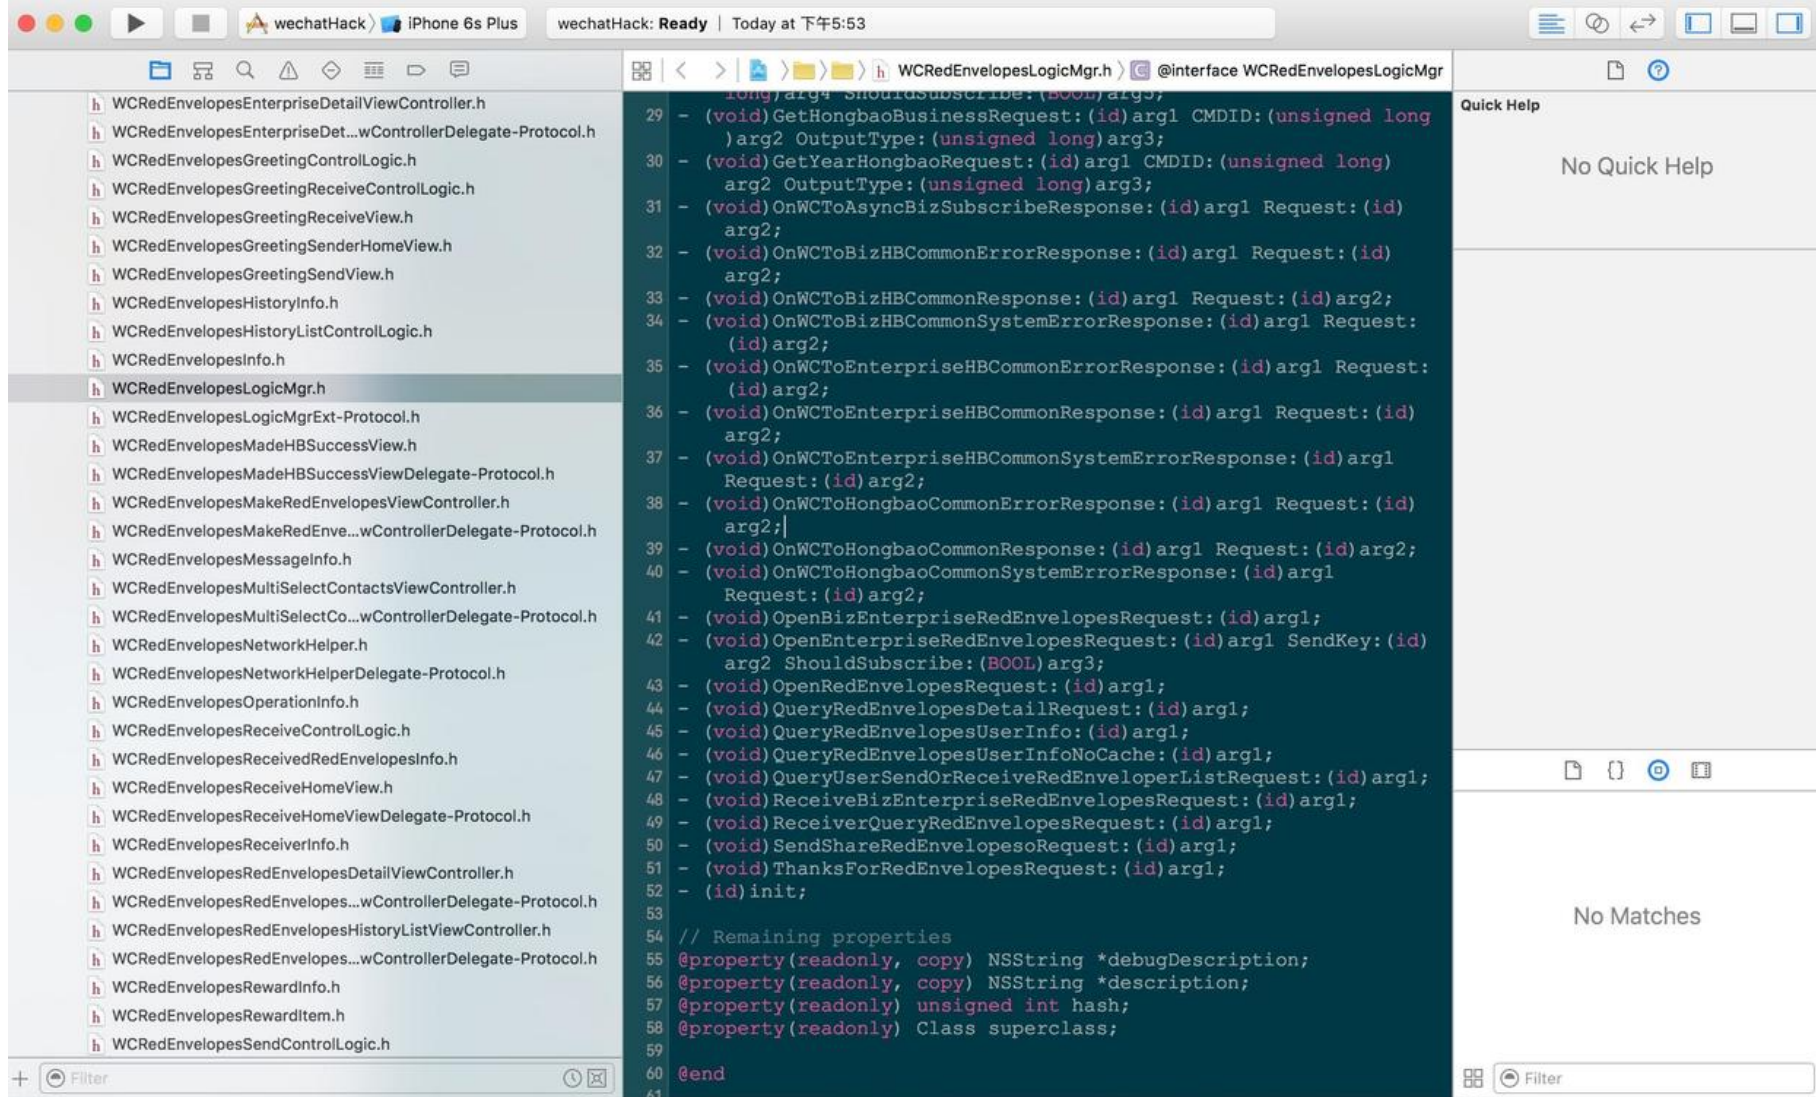 wechatHack
iPhone 6s Plus
wechatHack: Ready | Today at 下午5:53
WCRedEnvelopesEnterpriseDetailViewController.h
WCRedEnvelopesEnterpriseDet...wControllerDelegate-Protocol.h
WCRedEnvelopesGreetingControlLogic.h
WCRedEnvelopesGreetingReceiveControlLogic.h
WCRedEnvelopesGreetingReceiveView.h
WCRedEnvelopesGreetingSenderHomeView.h
WCRedEnvelopesGreetingSendView.h
WCRedEnvelopesHistoryInfo.h
WCRedEnvelopesHistoryListControlLogic.h
WCRedEnvelopesInfo.h
WCRedEnvelopesLogicMgr.h
WCRedEnvelopesLogicMgrExt-Protocol.h
WCRedEnvelopesMadeHBSuccessView.h
WCRedEnvelopesMadeHBSuccessViewDelegate-Protocol.h
WCRedEnvelopesMakeRedEnvelopesViewController.h
WCRedEnvelopesMakeRedEnve...wControllerDelegate-Protocol.h
WCRedEnvelopesMessageInfo.h
WCRedEnvelopesMultiSelectContactsViewController.h
WCRedEnvelopesMultiSelectCo...wControllerDelegate-Protocol.h
WCRedEnvelopesNetworkHelper.h
WCRedEnvelopesNetworkHelperDelegate-Protocol.h
WCRedEnvelopesOperationInfo.h
WCRedEnvelopesReceiveControlLogic.h
WCRedEnvelopesReceivedRedEnvelopesInfo.h
WCRedEnvelopesReceiveHomeView.h
WCRedEnvelopesReceiveHomeViewDelegate-Protocol.h
WCRedEnvelopesReceiverInfo.h
WCRedEnvelopesRedEnvelopesDetailViewController.h
WCRedEnvelopesRedEnvelopes...wControllerDelegate-Protocol.h
WCRedEnvelopesRedEnvelopesHistoryListViewController.h
WCRedEnvelopesRedEnvelopes...wControllerDelegate-Protocol.h
WCRedEnvelopesRewardInfo.h
WCRedEnvelopesRewardItem.h
WCRedEnvelopesSendControlLogic.h
Filter
WCRedEnvelopesLogicMgr.h
@interface WCRedEnvelopesLogicMgr
long)arg4 ShouldSubscribe:(BOOL)arg5;
29 - (void)GetHongbaoBusinessRequest:(id)arg1 CMDID:(unsigned long
)arg2 OutputType:(unsigned long)arg3;
30 - (void)GetYearHongbaoRequest:(id)arg1 CMDID:(unsigned long)
arg2 OutputType:(unsigned long)arg3;
31 - (void)OnWCToAsyncBizSubscribeResponse:(id)arg1 Request:(id)
arg2;
32 - (void)OnWCToBizHBCommonErrorResponse:(id)arg1 Request:(id)
arg2;
33 - (void)OnWCToBizHBCommonResponse:(id)arg1 Request:(id)arg2;
34 - (void)OnWCToBizHBCommonSystemErrorResponse:(id)arg1 Request:
(id)arg2;
35 - (void)OnWCToEnterpriseHBCommonErrorResponse:(id)arg1 Request:
(id)arg2;
36 - (void)OnWCToEnterpriseHBCommonResponse:(id)arg1 Request:(id)
arg2;
37 - (void)OnWCToEnterpriseHBCommonSystemErrorResponse:(id)arg1
Request:(id)arg2;
38 - (void)OnWCToHongbaoCommonErrorResponse:(id)arg1 Request:(id)
arg2;
39 - (void)OnWCToHongbaoCommonResponse:(id)arg1 Request:(id)arg2;
40 - (void)OnWCToHongbaoCommonSystemErrorResponse:(id)arg1
Request:(id)arg2;
41 - (void)OpenBizEnterpriseRedEnvelopesRequest:(id)arg1;
42 - (void)OpenEnterpriseRedEnvelopesRequest:(id)arg1 SendKey:(id)
arg2 ShouldSubscribe:(BOOL)arg3;
43 - (void)OpenRedEnvelopesRequest:(id)arg1;
44 - (void)QueryRedEnvelopesDetailRequest:(id)arg1;
45 - (void)QueryRedEnvelopesUserInfo:(id)arg1;
46 - (void)QueryRedEnvelopesUserInfoNoCache:(id)arg1;
47 - (void)QueryUserSendOrReceiveRedEnveloperListRequest:(id)arg1;
48 - (void)ReceiveBizEnterpriseRedEnvelopesRequest:(id)arg1;
49 - (void)ReceiverQueryRedEnvelopesRequest:(id)arg1;
50 - (void)SendShareRedEnvelopesoRequest:(id)arg1;
51 - (void)ThanksForRedEnvelopesRequest:(id)arg1;
52 - (id)init;
53
54 // Remaining properties
55 @property(readonly, copy) NSString *debugDescription;
56 @property(readonly, copy) NSString *description;
57 @property(readonly) unsigned int hash;
58 @property(readonly) Class superclass;
59
60 @end
61
Quick Help
No Quick Help
No Matches
Filter